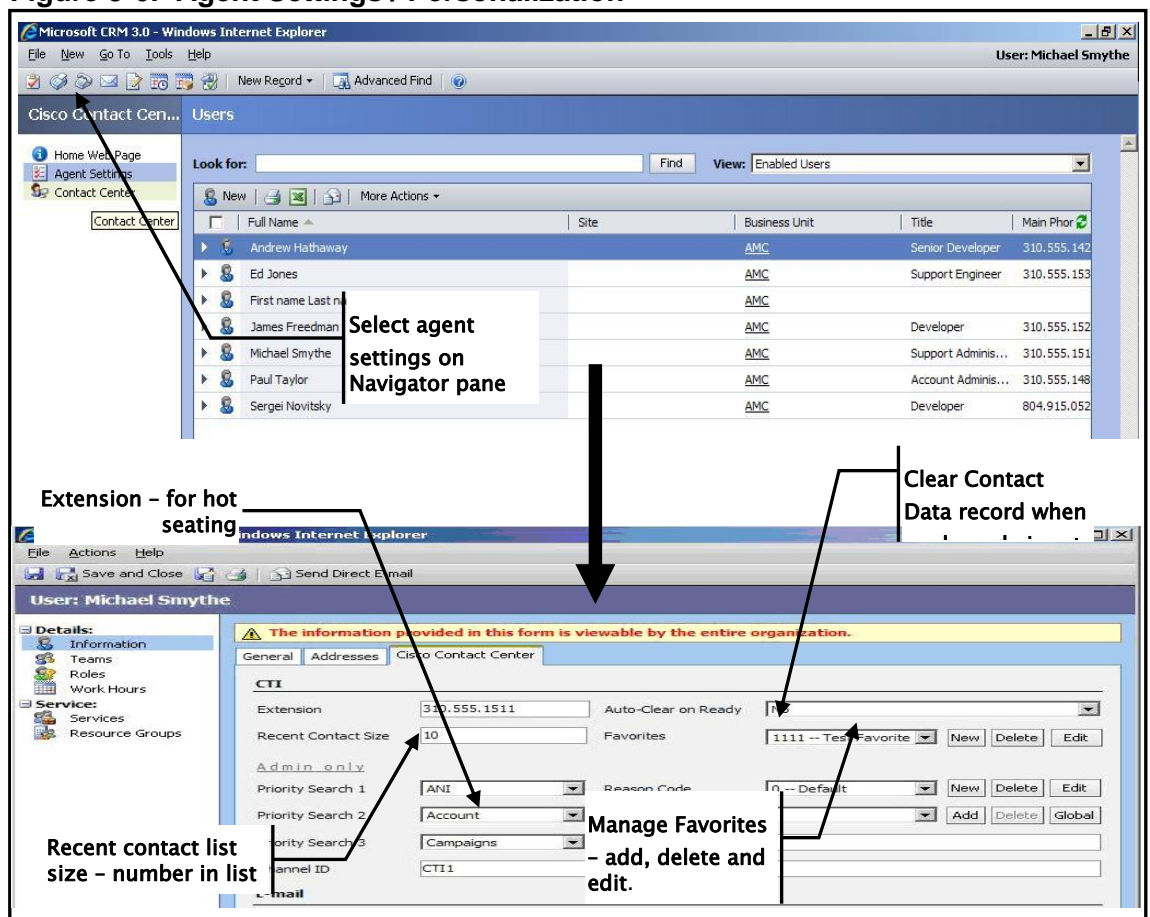 Microsoft CRM 3.0 - Windows Internet Explorer
File New Go To Tools Help User: Michael Smythe
New Record Advanced Find
Cisco Contact Cen... Users
Home Web Page
Agent Settings
Contact Center
Contact Center
Look for: Find View: Enabled Users
New More Actions
Full Name Site Business Unit Title Main Phor
Andrew Hathaway AMC Senior Developer 310.555.142
Ed Jones AMC Support Engineer 310.555.153
First name Last na AMC
James Freedman AMC Developer 310.555.152
Michael Smythe AMC Support Adminis... 310.555.151
Paul Taylor AMC Account Adminis... 310.555.148
Sergei Novitsky AMC Developer 804.915.052
Select agent
settings on
Navigator pane
Extension – for hot
seating
Clear Contact
Data record when
indows Internet Explorer
File Actions Help
Save and Close Send Direct E-mail
User: Michael Smythe
Details:
Information
Teams
Roles
Work Hours
Service:
Services
Resource Groups
The information provided in this form is viewable by the entire organization.
General Addresses Cisco Contact Center
CTI
Extension 310.555.1511 Auto-Clear on Ready No
Recent Contact Size 10 Favorites 1111 -- Test Favorite New Delete Edit
Admin only
Priority Search 1 ANI Reason Code 0 -- Default New Delete Edit
Priority Search 2 Account Add Delete Global
ority Search 3 Campaigns
hannel ID CTI1
E-mail
Recent contact list
size – number in list
Manage Favorites
– add, delete and
edit.